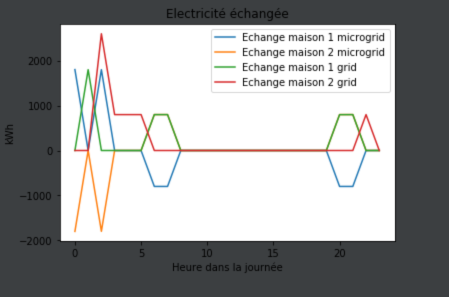 Electricité échangée
Echange maison 1 microgrid
Echange maison 2 microgrid
Echange maison 1 grid
Echange maison 2 grid
2000
1000
0
−1000
−2000
kWh
0 5 10 15 20
Heure dans la journée